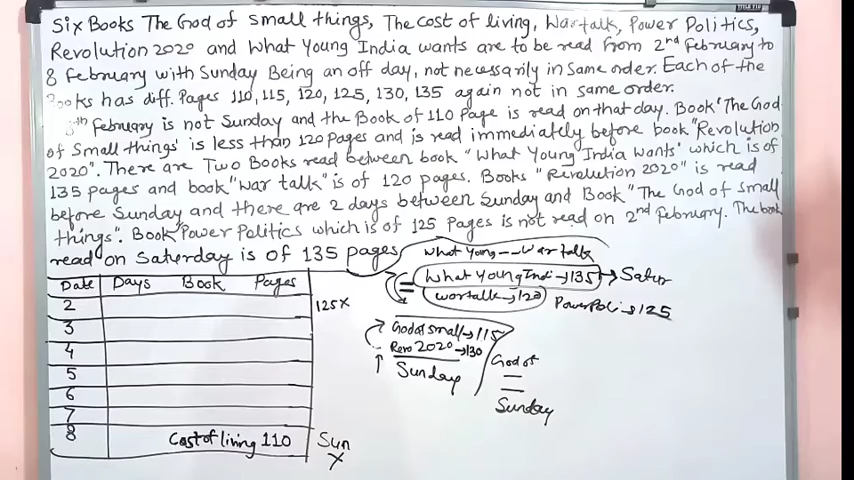 Six Books The God of Small things, The Cost of living, War talk, Power Politics,
Revolution 2020 and What Young India wants are to be read from 2nd February to
8 February with Sunday Being an off day, not necessarily in Same order. Each of the
Books has diff. Pages 110, 115, 120, 125, 130, 135 again not in same order.
8th February is not Sunday and the Book of 110 Page is read on that day. Book 'The God
of Small things' is less than 120 Pages and is read immediately before book "Revolution
2020". There are Two Books read between book "What Young India Wants" which is of
135 pages and book "war talk" is of 120 pages. Books "Revolution 2020" is read
before Sunday and there are 2 days between Sunday and Book "The God of Small
things". Book "Power Politics which is of 125 Pages is not read on 2nd February. The book
read on Saturday is of 135 pages
what Young - - War talk
What Young Indi → 135 → Satur
wartalk → 120
PowerPoli → 125
Date Days Book Pages
2 125 X
3
4
5
6
7
8 Cost of living 110 Sun X
God of small → 115
Revo 2020 → 130
Sunday
God of
Sunday